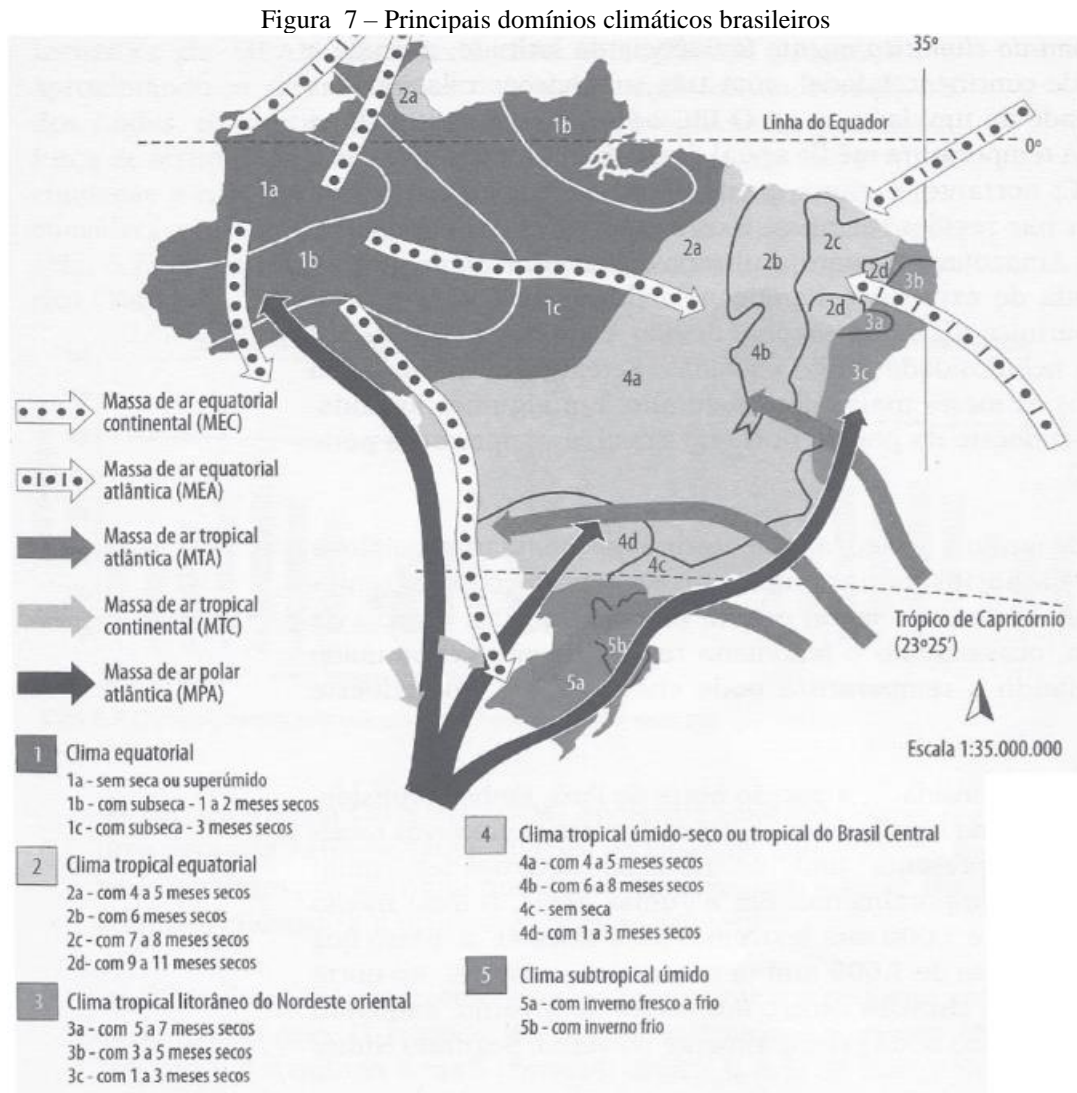 Figura 7 – Principais domínios climáticos brasileiros
35°
2a
1b
Linha do Equador
0°
1a
1b
2a
2b
2c
2d
3b
1c
2d
3a
4b
3c
4a
4d
4c
5b
5a
Trópico de Capricórnio
(23º25')
Escala 1:35.000.000
Massa de ar equatorial
continental (MEC)
Massa de ar equatorial
atlântica (MEA)
Massa de ar tropical
atlântica (MTA)
Massa de ar tropical
continental (MTC)
Massa de ar polar
atlântica (MPA)
1 Clima equatorial
1a - sem seca ou superúmido
1b - com subseca - 1 a 2 meses secos
1c - com subseca - 3 meses secos
2 Clima tropical equatorial
2a - com 4 a 5 meses secos
2b - com 6 meses secos
2c - com 7 a 8 meses secos
2d- com 9 a 11 meses secos
3 Clima tropical litorâneo do Nordeste oriental
3a - com 5 a 7 meses secos
3b - com 3 a 5 meses secos
3c - com 1 a 3 meses secos
4 Clima tropical úmido-seco ou tropical do Brasil Central
4a - com 4 a 5 meses secos
4b - com 6 a 8 meses secos
4c - sem seca
4d - com 1 a 3 meses secos
5 Clima subtropical úmido
5a - com inverno fresco a frio
5b - com inverno frio